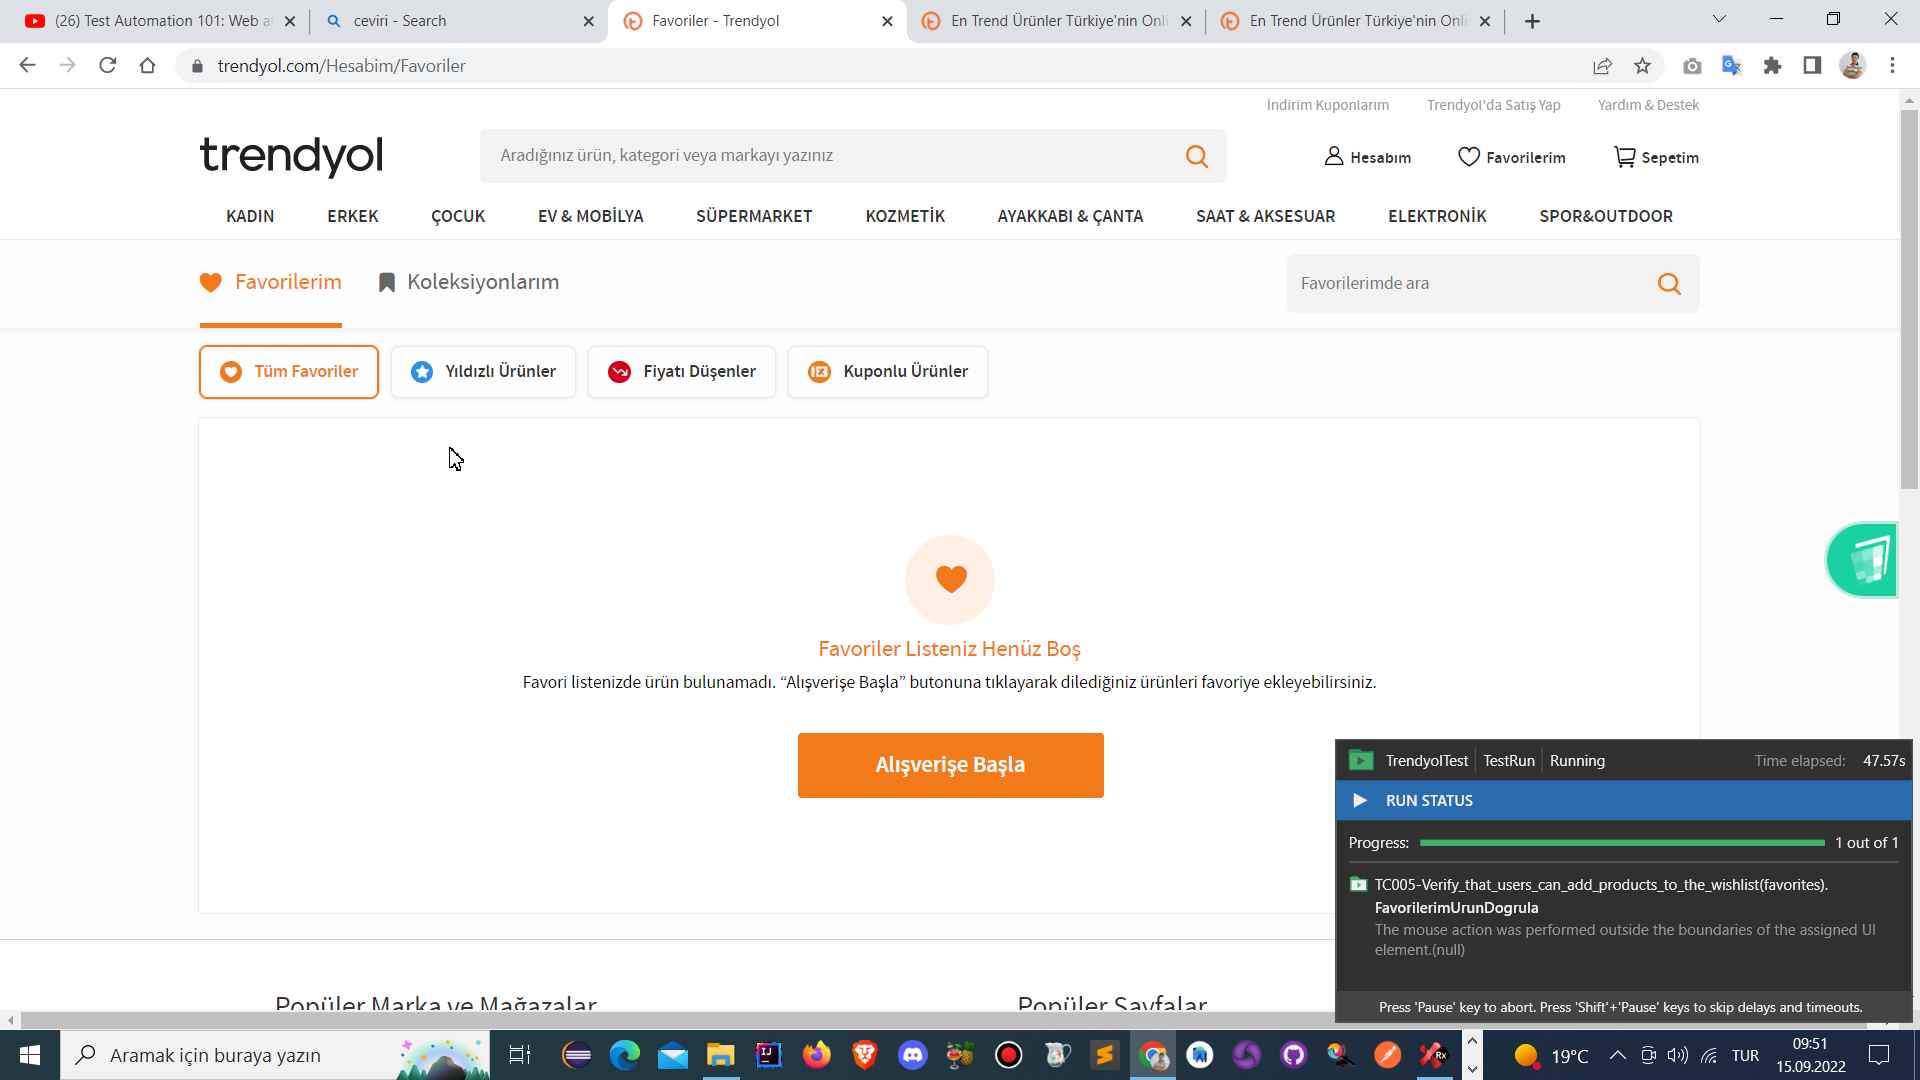 (26) Test Automation 101: Web a
ceviri - Search
Favoriler - Trendyol
En Trend Ürünler Türkiye'nin Onli
En Trend Ürünler Türkiye'nin Onli
trendyol.com/Hesabim/Favoriler
İndirim Kuponlarım
Trendyol'da Satış Yap
Yardım & Destek
trendyol
Aradığınız ürün, kategori veya markayı yazınız
Hesabım
Favorilerim
Sepetim
KADIN
ERKEK
ÇOCUK
EV & MOBİLYA
SÜPERMARKET
KOZMETİK
AYAKKABI & ÇANTA
SAAT & AKSESUAR
ELEKTRONİK
SPOR&OUTDOOR
Favorilerim
Koleksiyonlarım
Favorilerimde ara
Tüm Favoriler
Yıldızlı Ürünler
Fiyatı Düşenler
Kuponlu Ürünler
Favoriler Listeniz Henüz Boş
Favori listenizde ürün bulunamadı. “Alışverişe Başla” butonuna tıklayarak dilediğiniz ürünleri favoriye ekleyebilirsiniz.
Alışverişe Başla
TrendyolTest
TestRun
Running
Time elapsed: 47.57s
RUN STATUS
Progress:
1 out of 1
TC005-Verify_that_users_can_add_products_to_the_wishlist(favorites).
FavorilerimUrunDogrula
The mouse action was performed outside the boundaries of the assigned UI
element.(null)
Press 'Pause' key to abort. Press 'Shift'+'Pause' keys to skip delays and timeouts.
Popüler Marka ve Mağazalar
Popüler Sayfalar
Aramak için buraya yazın
19°C
TUR
09:51
15.09.2022